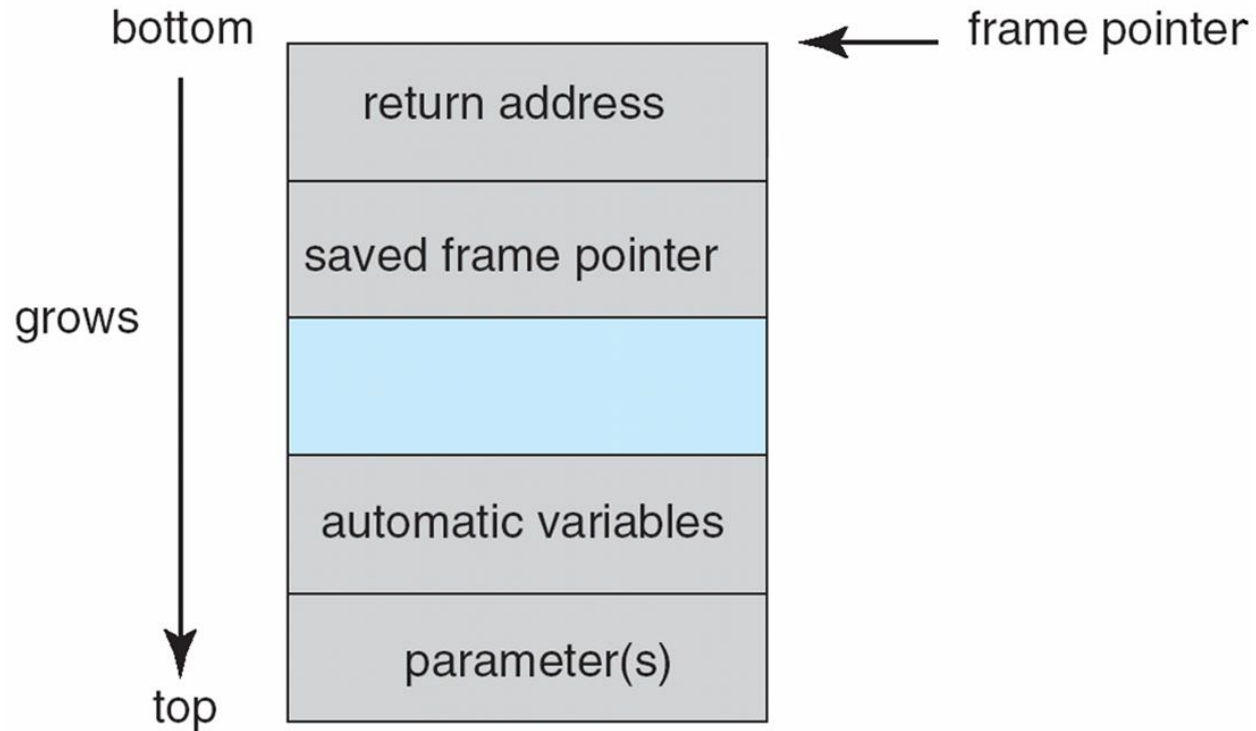 bottom
frame pointer
return address
saved frame pointer
grows
automatic variables
parameter(s)
top